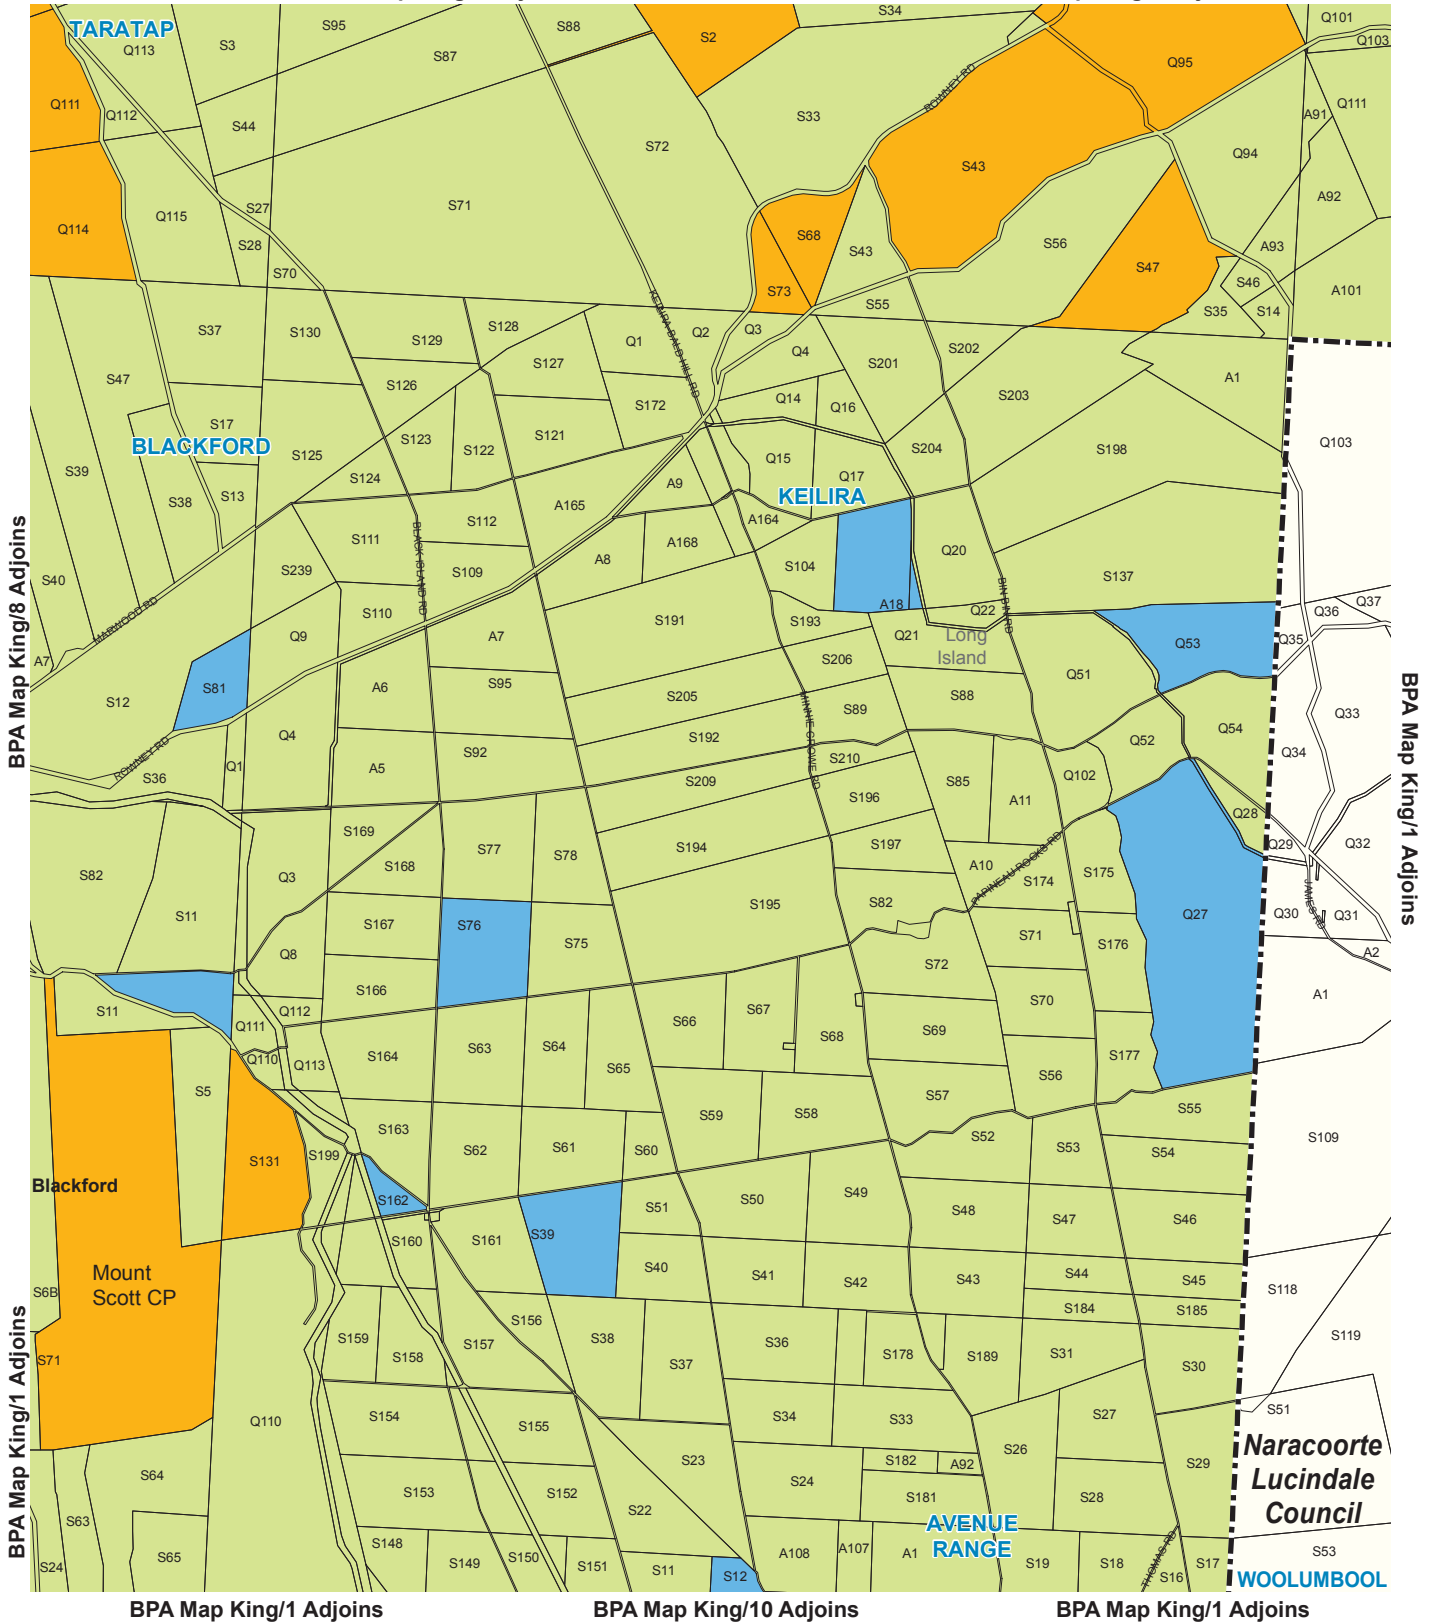 TARATAP
S95
S88
S34
Q101
Q113
S3
S2
Q103
S87
Q95
Q111
Q112
S44
S72
S33
ROWNEY RD
A91
Q111
Q94
S43
S27
Q115
S71
A92
Q114
S28
S68
S43
S56
A93
S70
S47
S46
S73
S55
A101
S35
S14
KEILIRA BALD HILL RD
S37
S130
S129
S128
Q1
Q2
Q3
Q4
S202
S127
S201
S47
S126
A1
S203
S172
Q14
Q16
S17
BLACKFORD
S123
S122
S121
S204
S198
Q103
S39
S125
S124
Q15
Q17
S38
S13
A9
KEILIRA
A165
S112
A164
BLACK ISLAND RD
S111
A168
Q20
S40
S239
S109
A8
S104
S137
BPA Map King/8 Adjoins
MARWOOD RD
S110
A18
Q22
BIN BIN RD
Q36
Q37
Q9
A7
S191
S193
Q21
Long
Island
Q35
Q53
A7
S206
S12
S81
A6
S95
S205
S88
Q51
MINNIE CROWE RD
S89
Q33
BPA Map King/1 Adjoins
Q4
S192
Q54
ROWNEY RD
S92
Q52
Q34
S36
Q1
A5
S210
S209
S85
Q102
S196
A11
Q28
S169
S77
S78
S194
S197
Q29
Q32
S82
Q3
S168
A10
PAPINEAU ROCKS RD
S174
S175
S195
S82
JAMES RD
S11
S167
S76
S75
S71
S176
Q27
Q30
Q31
Q8
S72
A2
S166
S70
A1
S11
Q112
Q111
S66
S67
S69
S68
Q110
Q113
S164
S63
S64
S65
S56
S177
S5
S57
S59
S58
S55
S163
S52
S109
S131
S199
S62
S61
S60
S53
S54
Blackford
S162
S50
S49
S51
S48
S47
S46
S160
S161
S39
Mount
Scott CP
S40
S41
S42
S43
S44
S45
S6B
S118
S184
S185
S156
S159
S157
S38
S36
S119
S71
S158
S37
S178
S189
S31
S30
BPA Map King/1 Adjoins
Q110
S154
S155
S34
S33
S27
S51
S26
Naracoorte
Lucindale
Council
S23
S182
A92
S29
S64
S24
S153
S152
S181
S28
S63
S22
AVENUE
RANGE
S148
A108
A107
A1
THOMAS RD
S65
S149
S150
S151
S11
S12
S19
S18
S16
S17
S53
S24
WOOLUMBOOL
BPA Map King/1 Adjoins
BPA Map King/10 Adjoins
BPA Map King/1 Adjoins